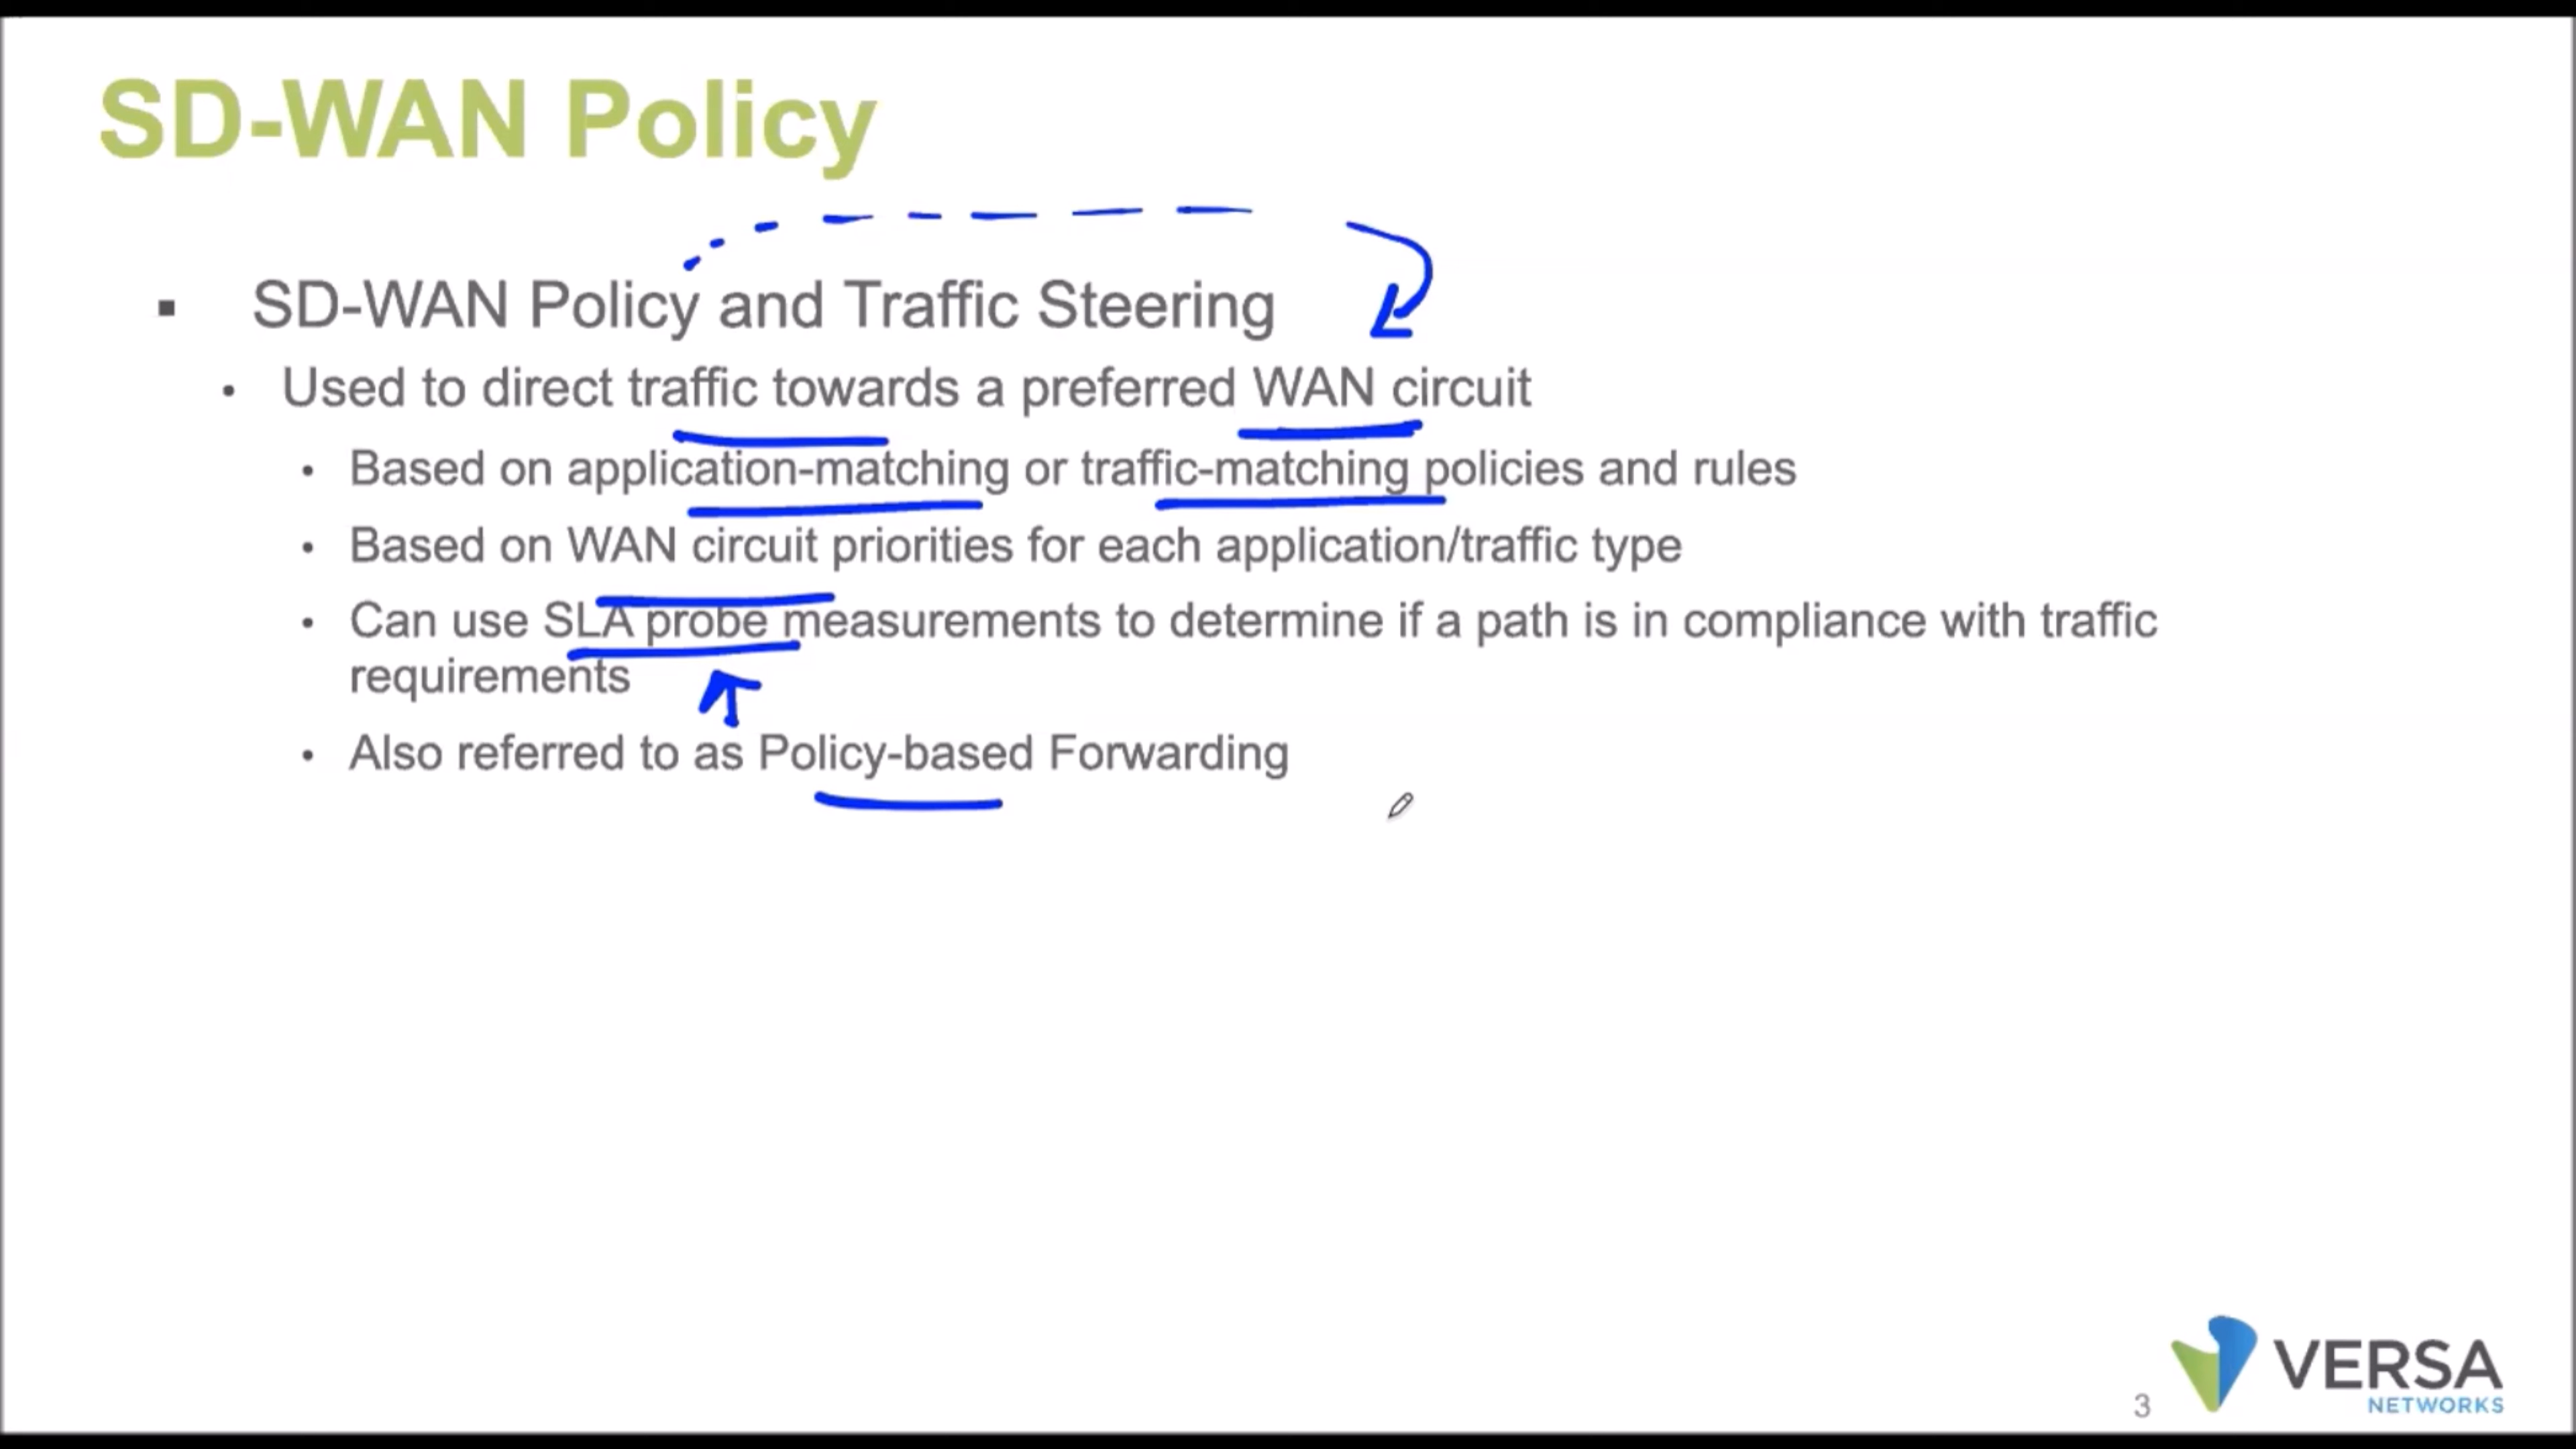 SD-WAN Policy
▪ SD-WAN Policy and Traffic Steering
• Used to direct traffic towards a preferred WAN circuit
• Based on application-matching or traffic-matching policies and rules
• Based on WAN circuit priorities for each application/traffic type
• Can use SLA probe measurements to determine if a path is in compliance with traffic
requirements
• Also referred to as Policy-based Forwarding
3
VERSA
NETWORKS